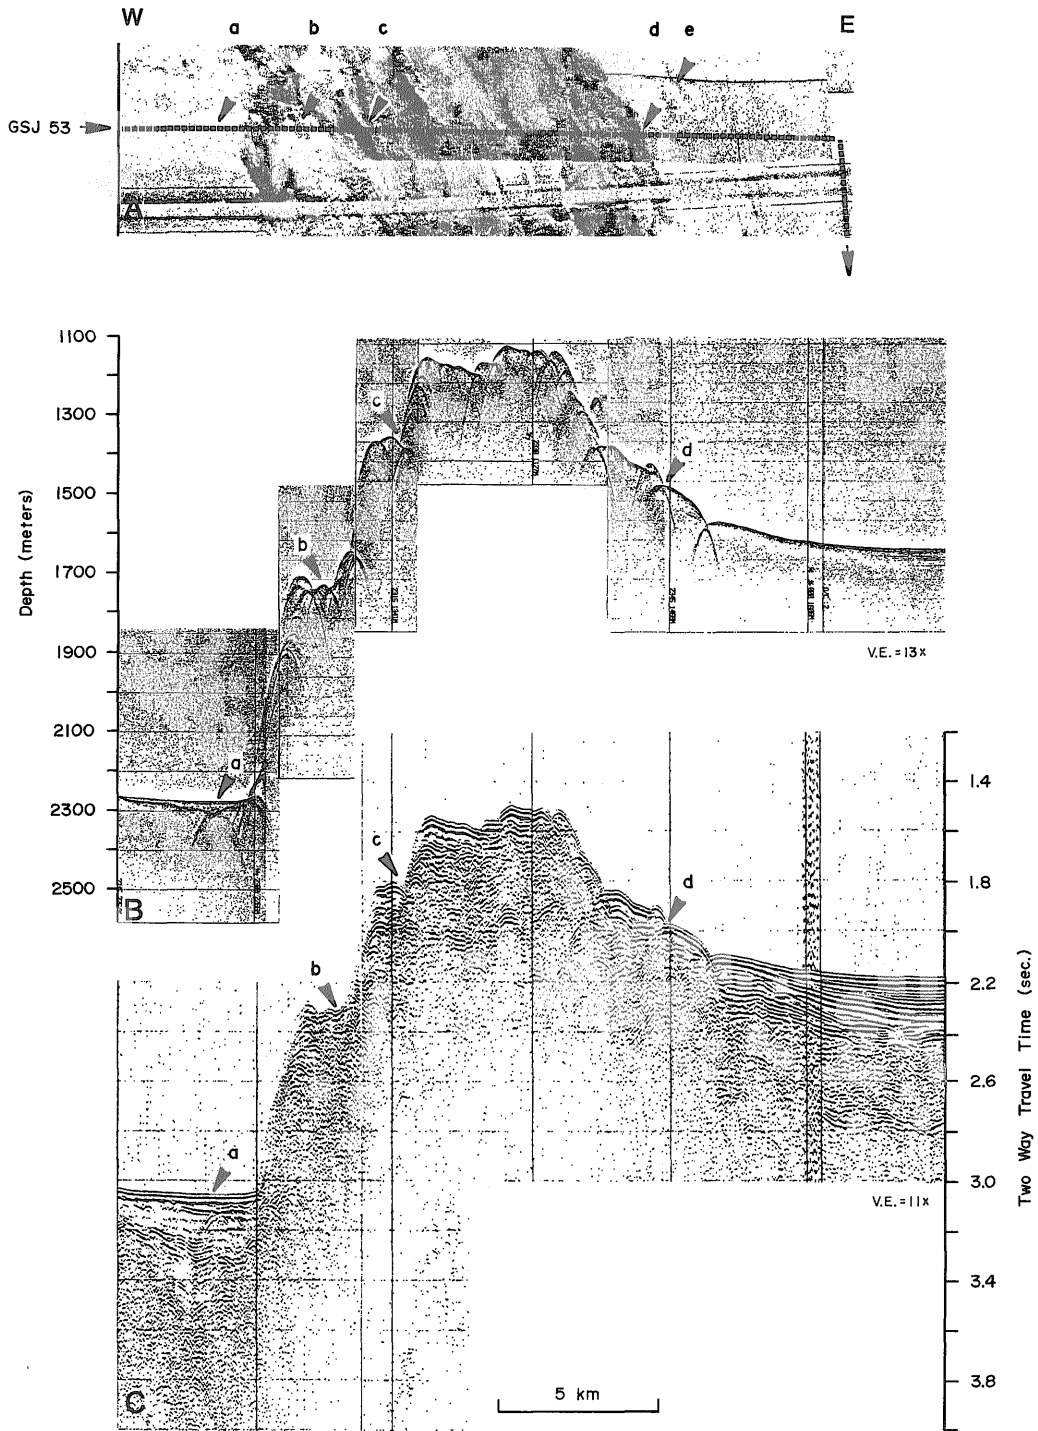 W E
a b c d e
GSJ 53
A
1100
1300
c
1500
d
b
1700
Depth (meters)
1900
V.E. = 13x
2100
a
1.4
2300
c
2500
1.8
B
d
b
2.2
2.6
a
3.0
V.E. = 11x
Two Way Travel Time (sec.)
3.4
5 km
3.8
C